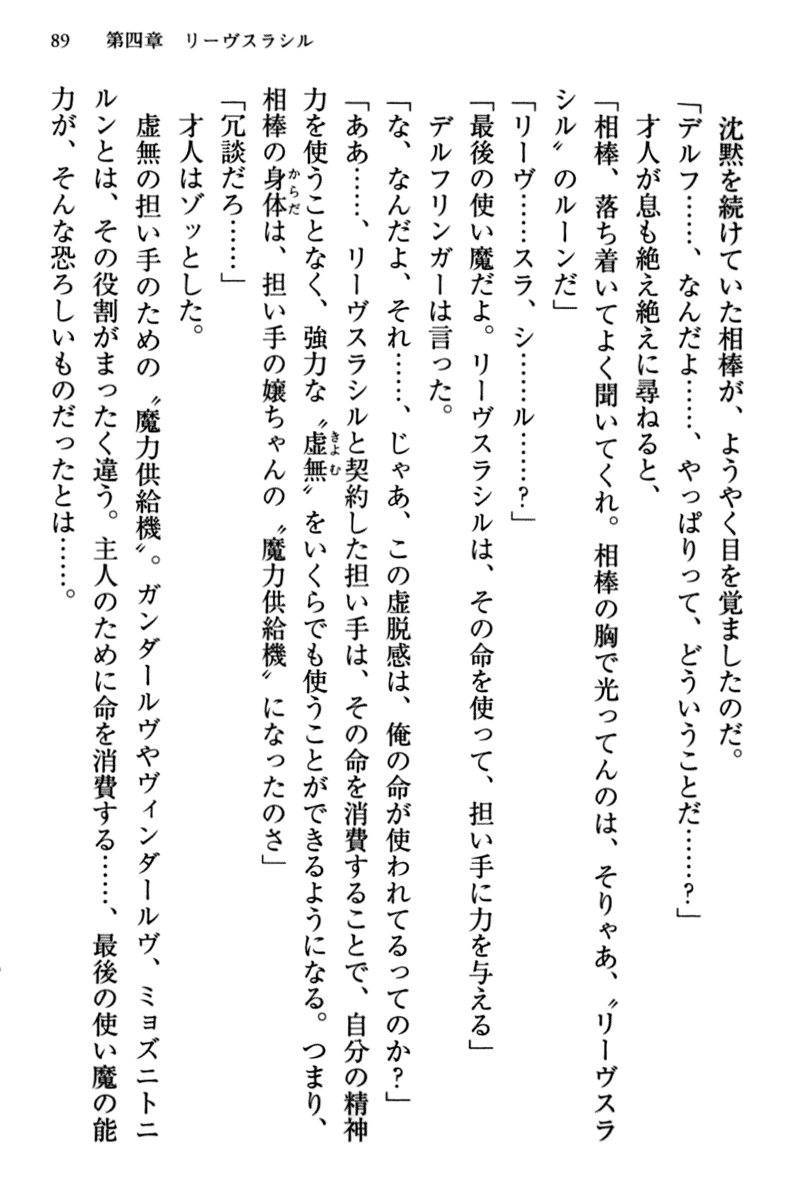 89　第四章　リーヴスラシル
　沈黙を続けていた相棒が、ようやく目を覚ましたのだ。
「デルフ……、なんだよ……、やっぱりって、どういうことだ……？」
　才人が息も絶え絶えに尋ねると、
「相棒、落ち着いてよく聞いてくれ。相棒の胸で光ってんのは、そりゃあ、〝リーヴスラ
シル〟のルーンだ」
「リーヴ……スラ、シ……ル……？」
「最後の使い魔だよ。リーヴスラシルは、その命を使って、担い手に力を与える」
　デルフリンガーは言った。
「な、なんだよ、それ……、じゃあ、この虚脱感は、俺の命が使われてるってのか？」
「ああ……、リーヴスラシルと契約した担い手は、その命を消費することで、自分の精神
力を使うことなく、強力な〝虚無〟をいくらでも使うことができるようになる。つまり、
相棒の身体は、担い手の嬢ちゃんの〝魔力供給機〟になったのさ」
「冗談だろ……」
　才人はゾッとした。
　虚無の担い手のための〝魔力供給機〟。ガンダールヴやヴィンダールヴ、ミョズニトニ
ルンとは、その役割がまったく違う。主人のために命を消費する……、最後の使い魔の能
力が、そんな恐ろしいものだったとは……。